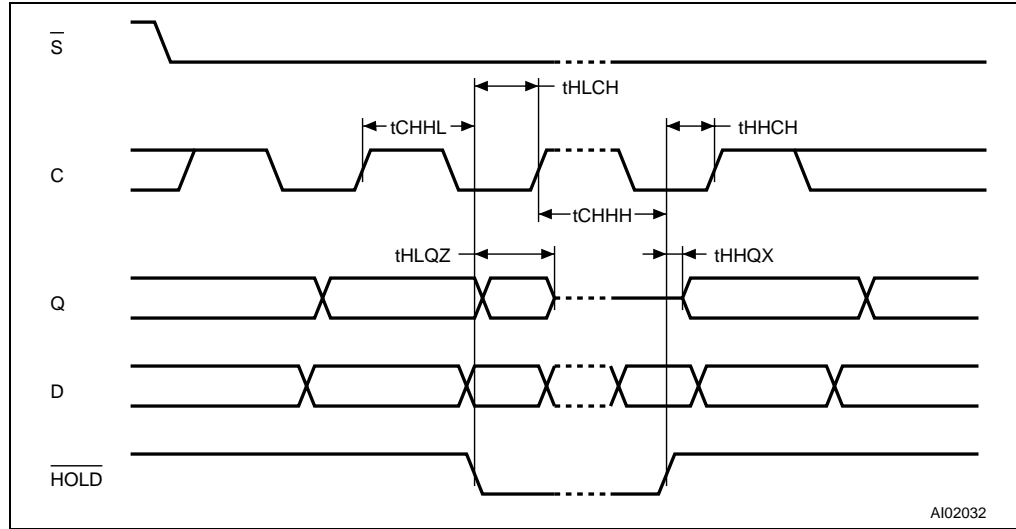 S
tHLCH
tCHHL
tHHCH
C
tCHHH
tHLQZ
tHHQX
Q
D
HOLD
AI02032